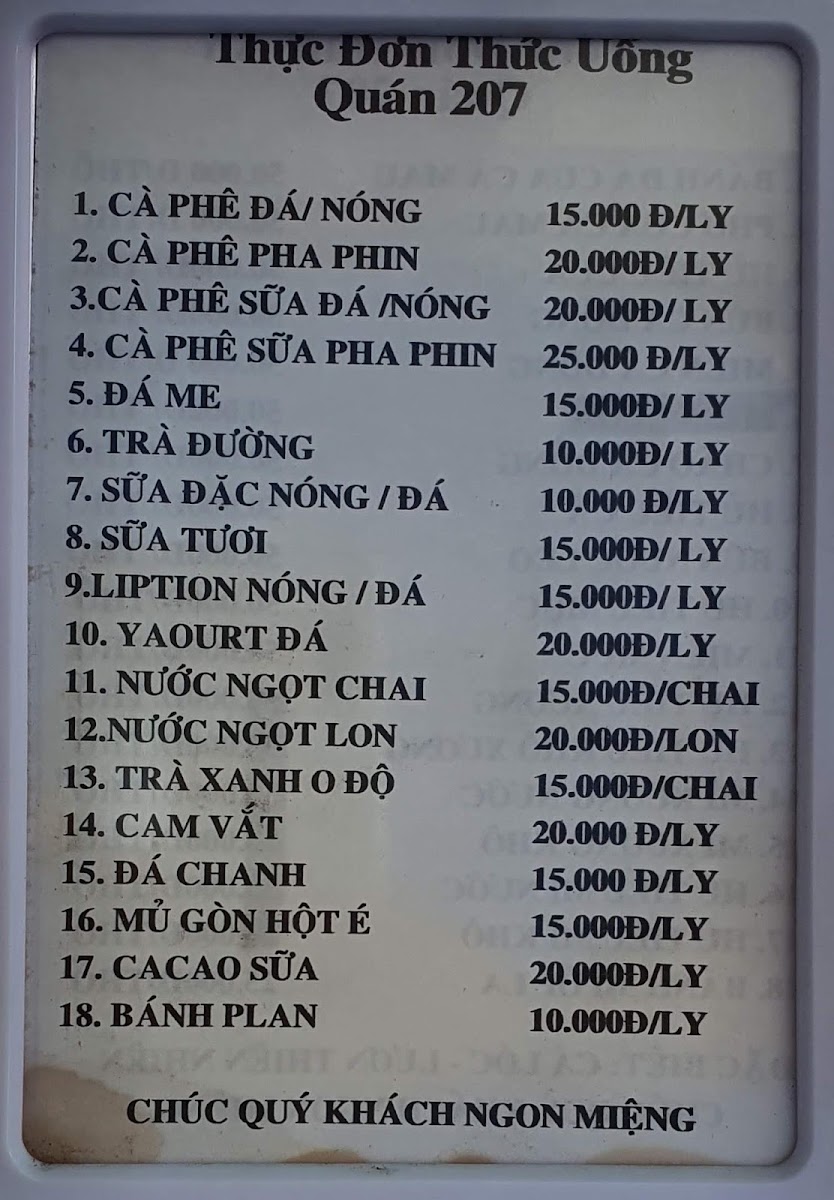 Thực Đơn Thức Uống
Quán 207
1. CÀ PHÊ ĐÁ/ NÓNG 15.000 Đ/LY
2. CÀ PHÊ PHA PHIN 20.000Đ/ LY
3.CÀ PHÊ SỮA ĐÁ /NÓNG 20.000Đ/ LY
4. CÀ PHÊ SỮA PHA PHIN 25.000 Đ/LY
5. ĐÁ ME 15.000Đ/ LY
6. TRÀ ĐƯỜNG 10.000Đ/ LY
7. SỮA ĐẶC NÓNG / ĐÁ 10.000 Đ/LY
8. SỮA TƯƠI 15.000Đ/ LY
9.LIPTION NÓNG / ĐÁ 15.000Đ/ LY
10. YAOURT ĐÁ 20.000Đ/LY
11. NƯỚC NGỌT CHAI 15.000Đ/CHAI
12.NƯỚC NGỌT LON 20.000Đ/LON
13. TRÀ XANH O ĐỘ 15.000Đ/CHAI
14. CAM VẮT 20.000 Đ/LY
15. ĐÁ CHANH 15.000 Đ/LY
16. MỦ GÒN HỘT É 15.000Đ/LY
17. CACAO SỮA 20.000Đ/LY
18. BÁNH PLAN 10.000Đ/LY
CHÚC QUÝ KHÁCH NGON MIỆNG